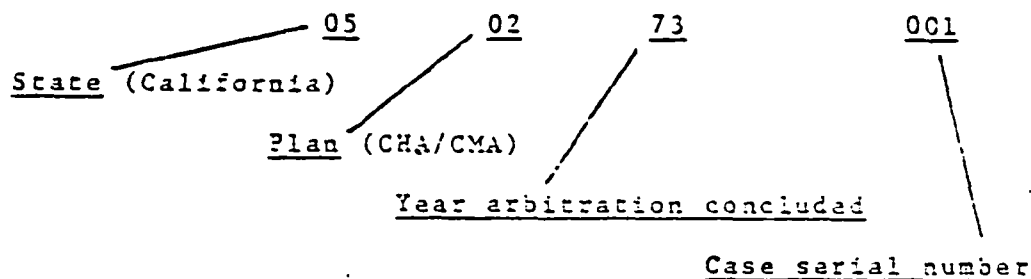 05 02 73 001
State (California)
Plan (CHA/CMA)
Year arbitration concluded
Case serial number